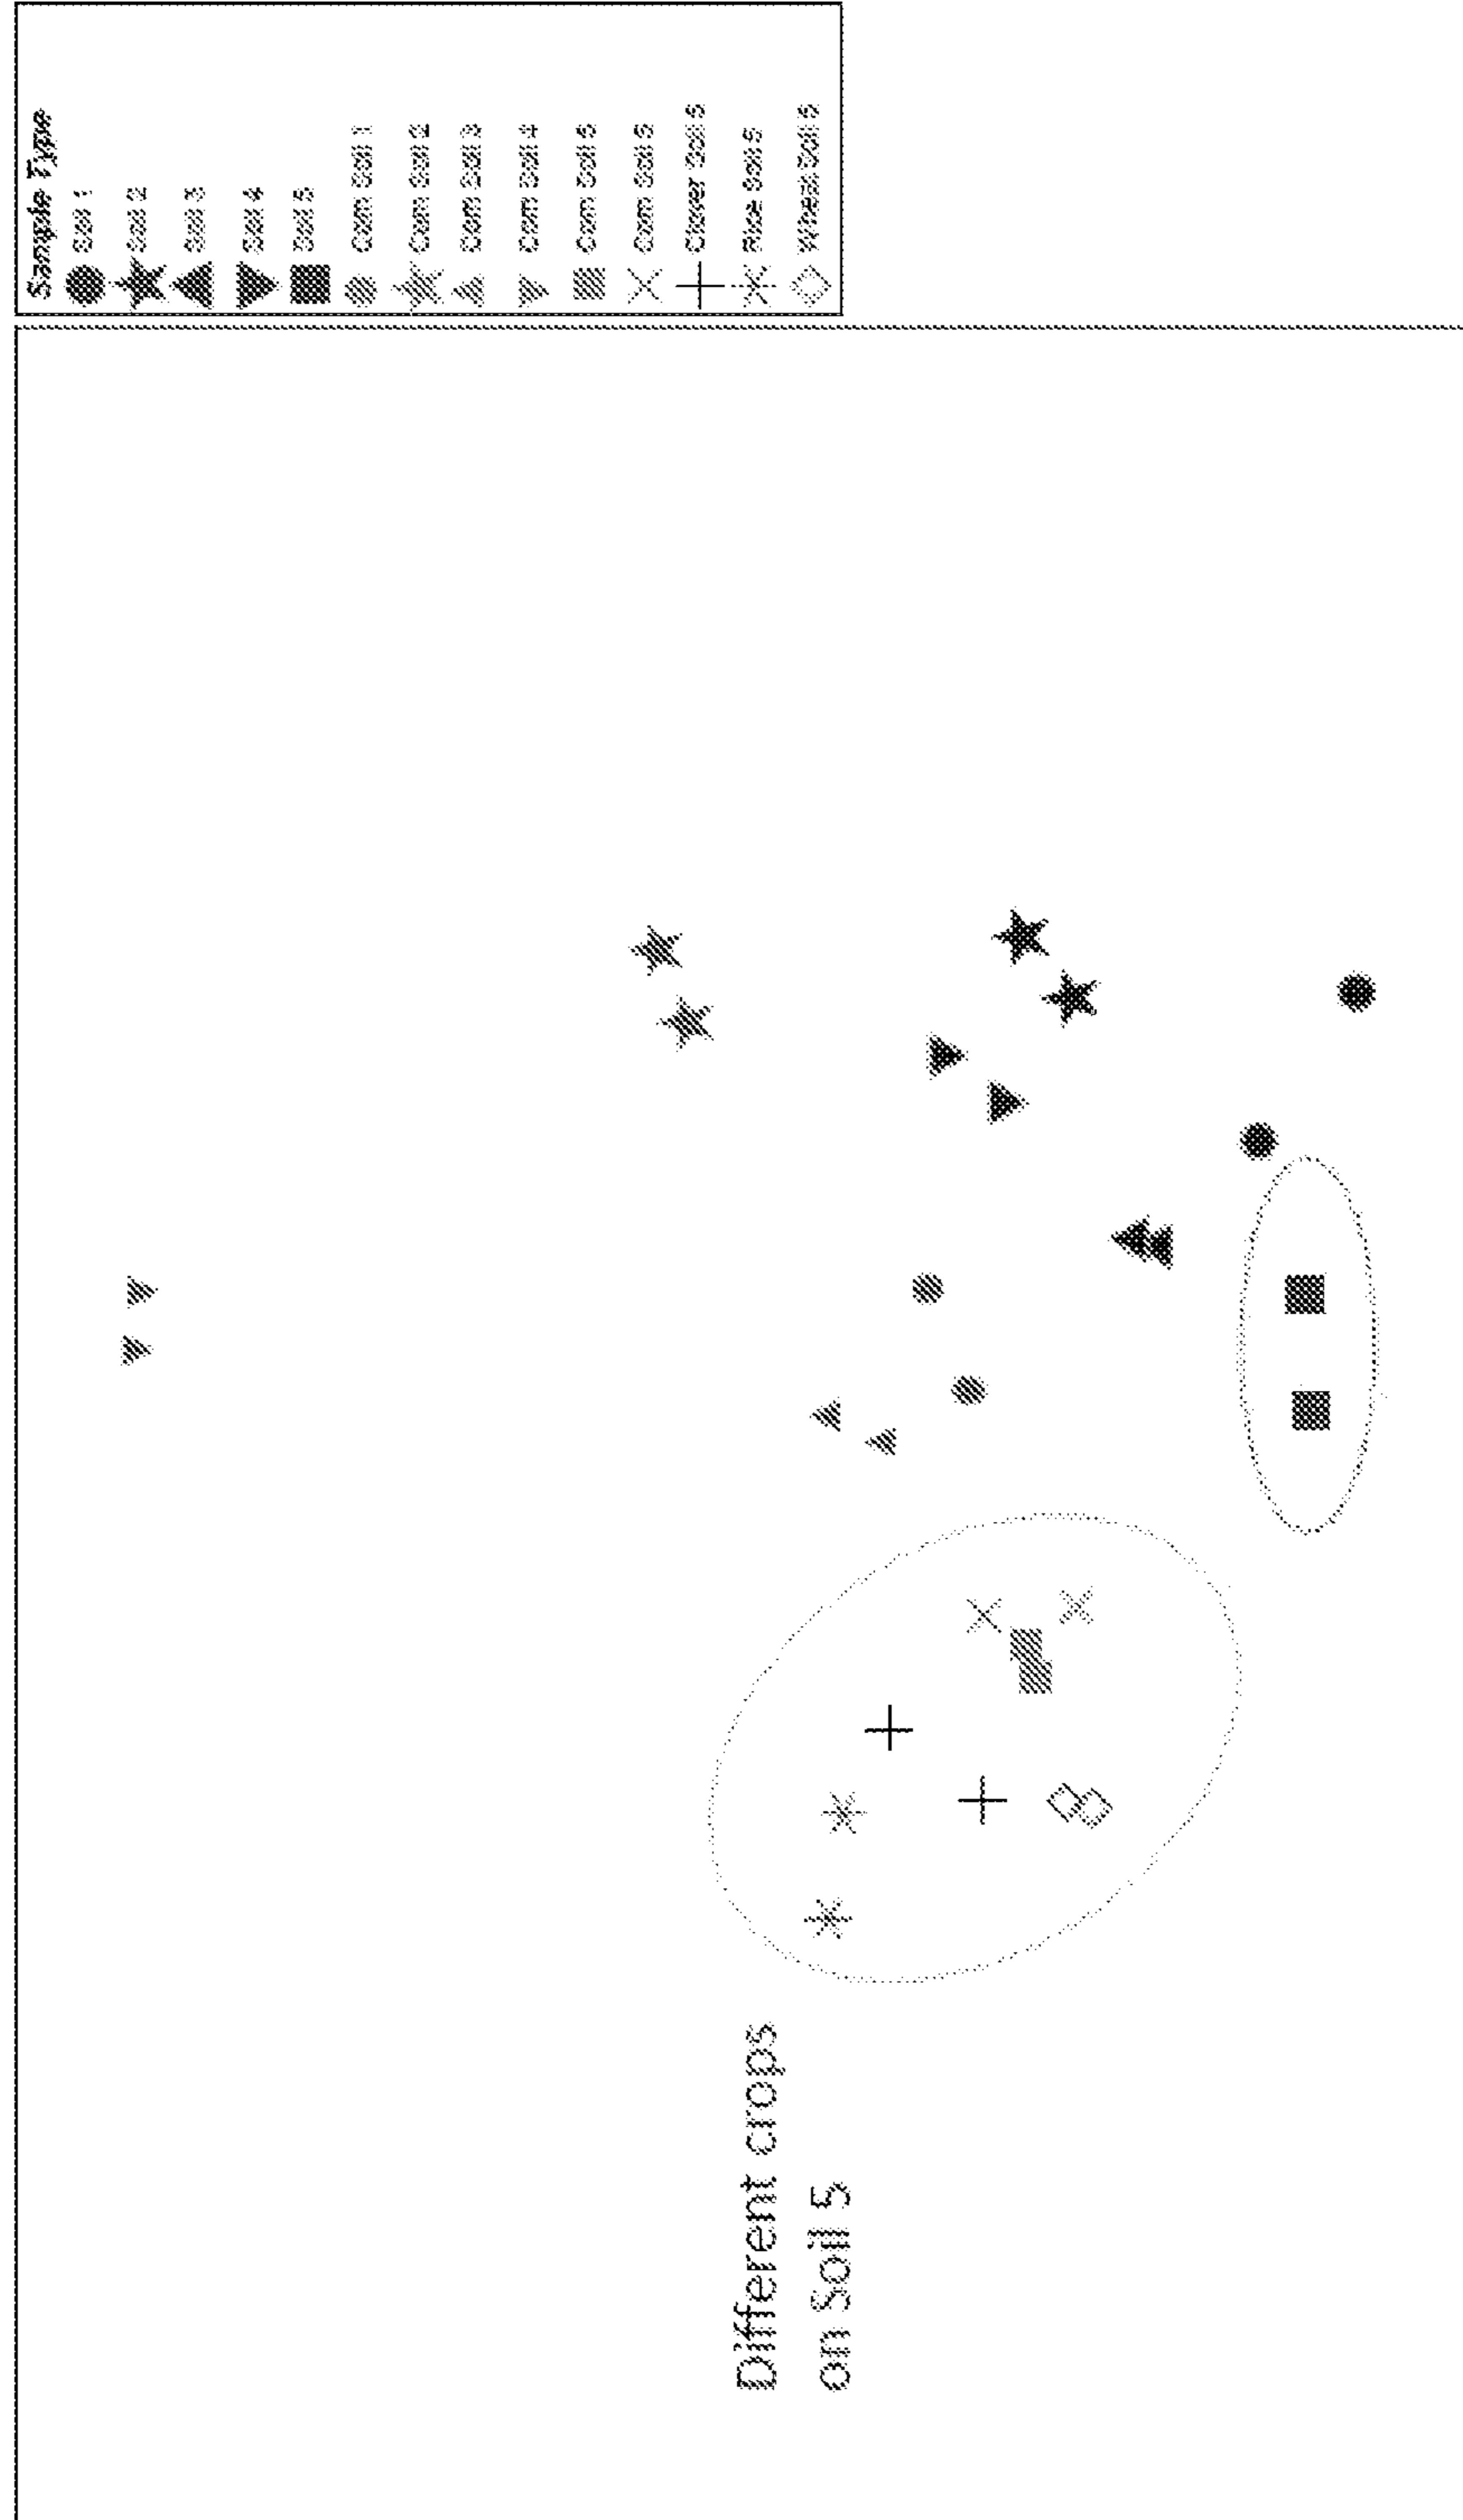 Sample Type
Soil 1
Soil 2
Soil 3
Soil 4
Soil 5
Corn Soil 1
Corn Soil 2
Corn Soil 3
Corn Soil 4
Corn Soil 5
Corn Soil 5
Clover Soil 5
Rice Soil 5
Wheat Soil 5
Different crops
on Soil 5